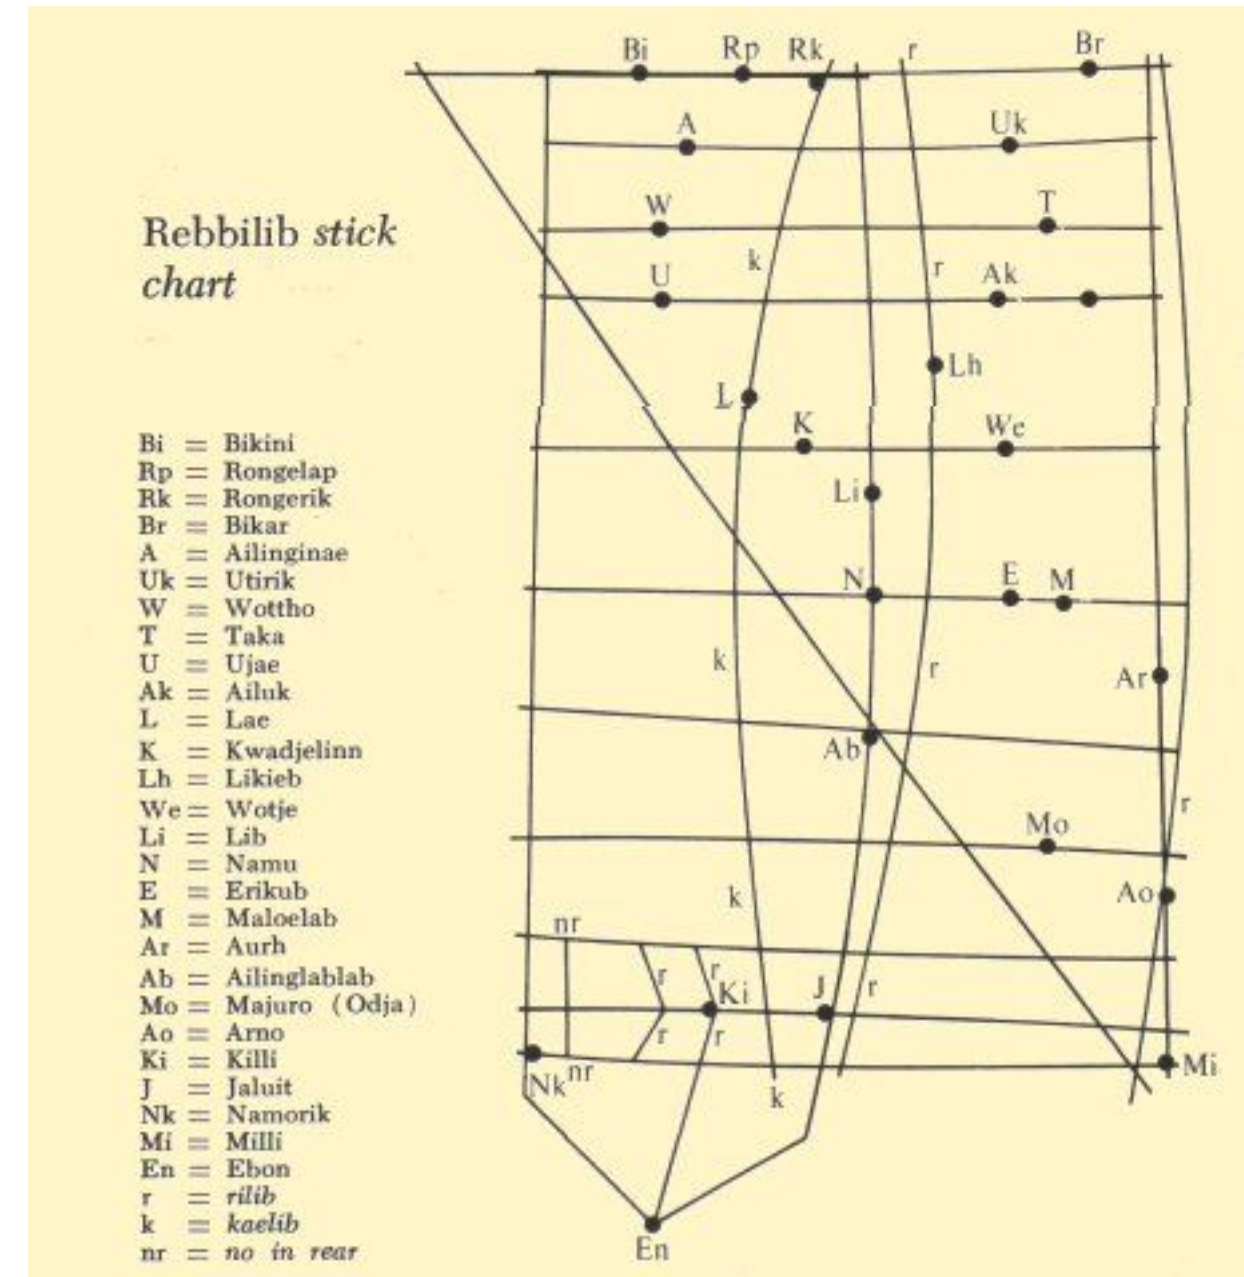 Rebbilib stick
chart
Bi = Bikini
Rp = Rongelap
Rk = Rongerik
Br = Bikar
A = Ailinginae
Uk = Utirik
W = Wottho
T = Taka
U = Ujae
Ak = Ailuk
L = Lae
K = Kwadjelinn
Lh = Likieb
We = Wotje
Li = Lib
N = Namu
E = Erikub
M = Maloelab
Ar = Aurh
Ab = Ailinglablab
Mo = Majuro (Odja)
Ao = Arno
Ki = Killi
J = Jaluit
Nk = Namorik
Mi = Milli
En = Ebon
r = rilib
k = kaelib
nr = no in rear
Bi Rp Rk r Br
A Uk
W T
k r
U Ak
Lh
L
K We
Li
N E M
k r
Ar
Ab
r
Mo
k Ao
nr
r r
Ki J r
r r
Nk nr Mi
k
En